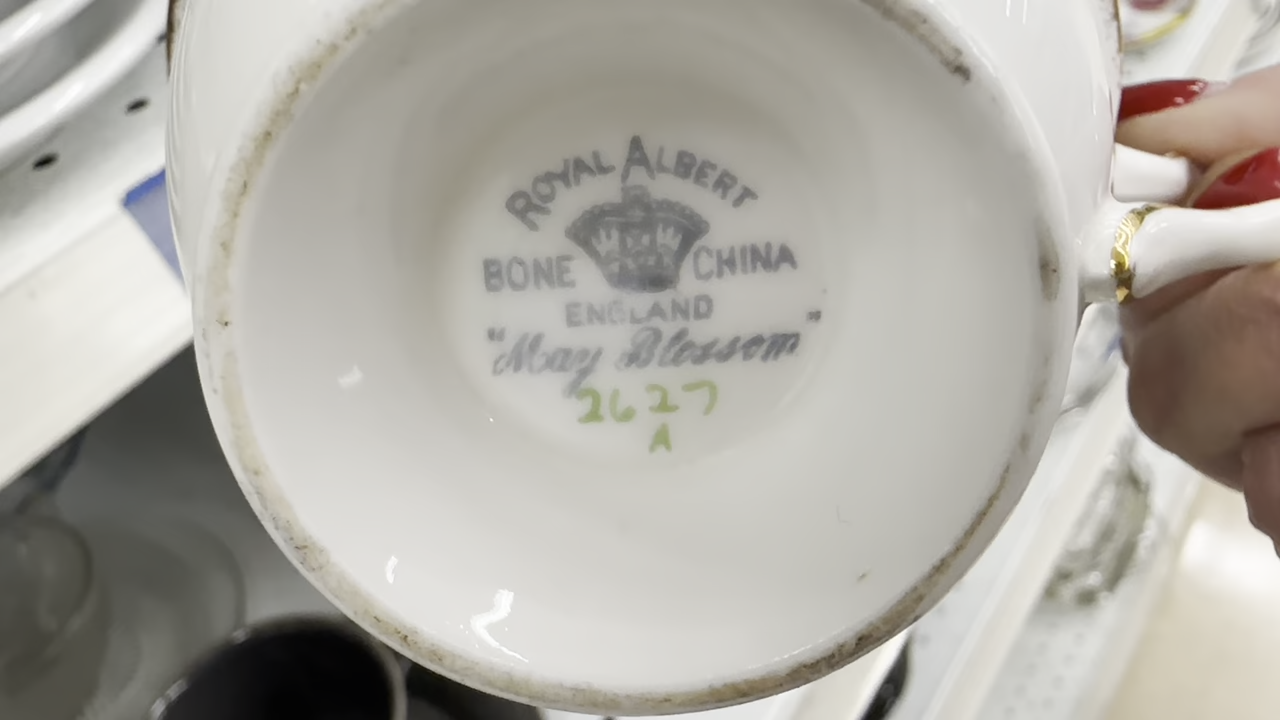 ROYAL ALBERT
BONE CHINA
ENGLAND
"May Blossom"
2627
A